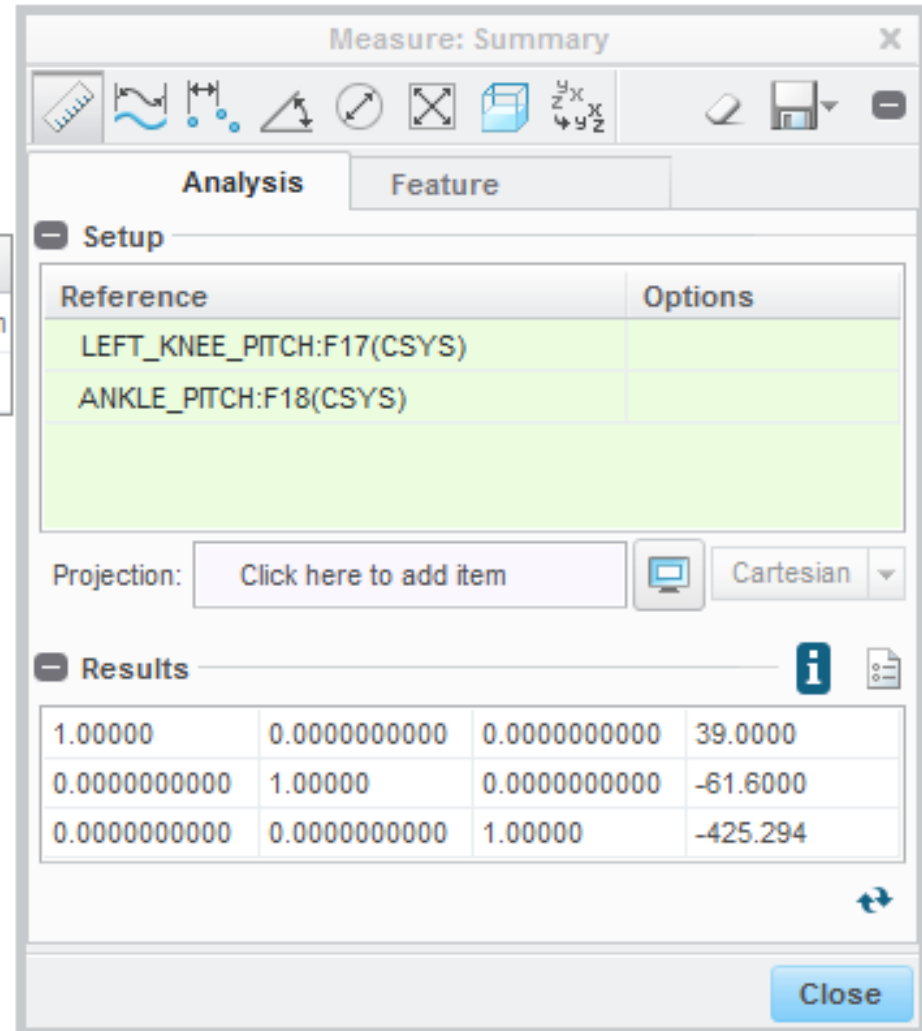 Measure: Summary
Analysis Feature
Setup
Reference Options
LEFT_KNEE_PITCH:F17(CSYS)
ANKLE_PITCH:F18(CSYS)
Projection: Click here to add item Cartesian
Results
1.00000 0.0000000000 0.0000000000 39.0000
0.0000000000 1.00000 0.0000000000 -61.6000
0.0000000000 0.0000000000 1.00000 -425.294
Close